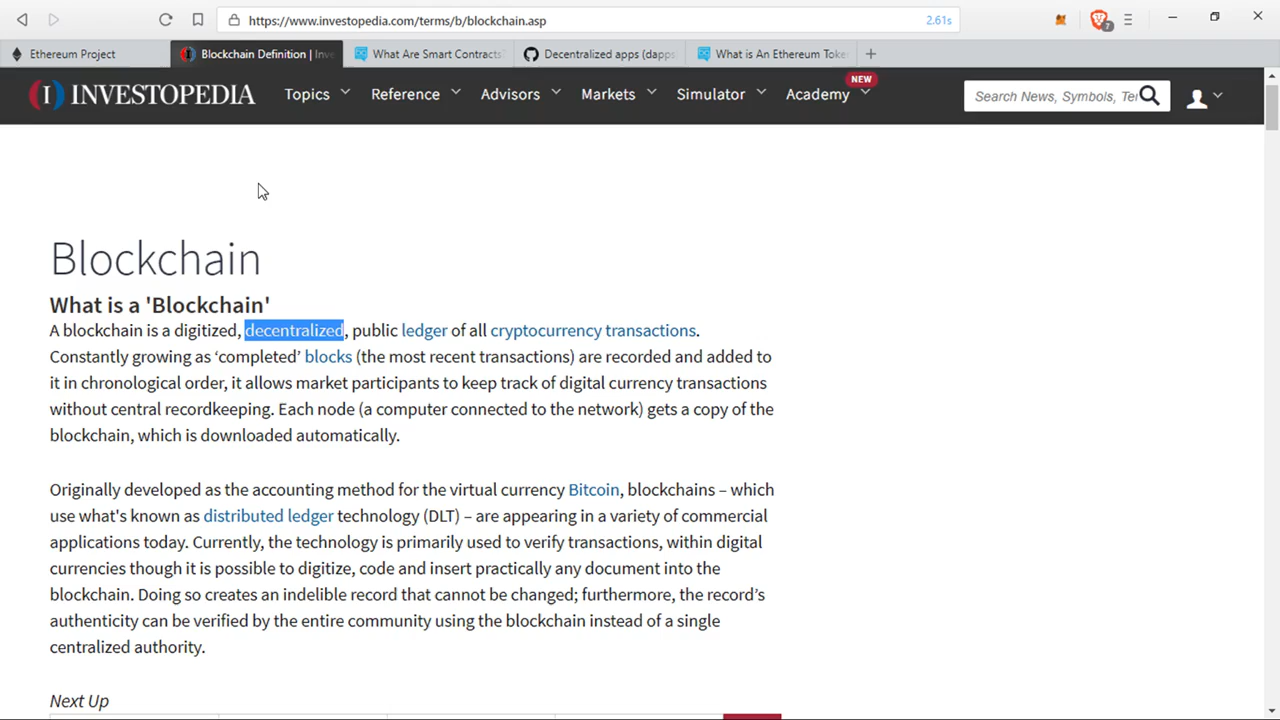 https://www.investopedia.com/terms/b/blockchain.asp
2.61s
7
Ethereum Project
Blockchain Definition | Inve
What Are Smart Contracts
Decentralized apps (dapps
What is An Ethereum Toke
INVESTOPEDIA
Topics
Reference
Advisors
Markets
Simulator
Academy
NEW
Search News, Symbols, Ter
Blockchain
What is a 'Blockchain'
A blockchain is a digitized, decentralized, public ledger of all cryptocurrency transactions.
Constantly growing as ‘completed’ blocks (the most recent transactions) are recorded and added to
it in chronological order, it allows market participants to keep track of digital currency transactions
without central recordkeeping. Each node (a computer connected to the network) gets a copy of the
blockchain, which is downloaded automatically.
Originally developed as the accounting method for the virtual currency Bitcoin, blockchains – which
use what's known as distributed ledger technology (DLT) – are appearing in a variety of commercial
applications today. Currently, the technology is primarily used to verify transactions, within digital
currencies though it is possible to digitize, code and insert practically any document into the
blockchain. Doing so creates an indelible record that cannot be changed; furthermore, the record’s
authenticity can be verified by the entire community using the blockchain instead of a single
centralized authority.
Next Up